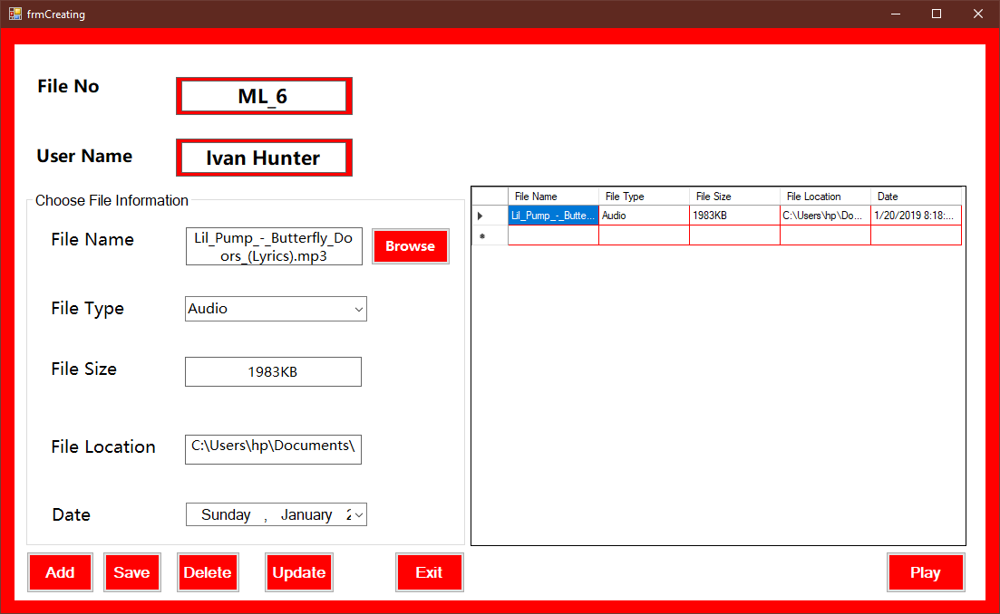 frmCreating
File No
ML_6
User Name
Ivan Hunter
Choose File Information
File Name
Lil_Pump_-_Butterfly_Do
ors_(Lyrics).mp3
Browse
File Type
Audio
File Size
1983KB
File Location
C:\Users\hp\Documents\
Date
Sunday , January 2
File Name File Type File Size File Location Date
Lil_Pump_-_Butte... Audio 1983KB C:\Users\hp\Do... 1/20/2019 8:18:...
Add Save Delete Update Exit Play